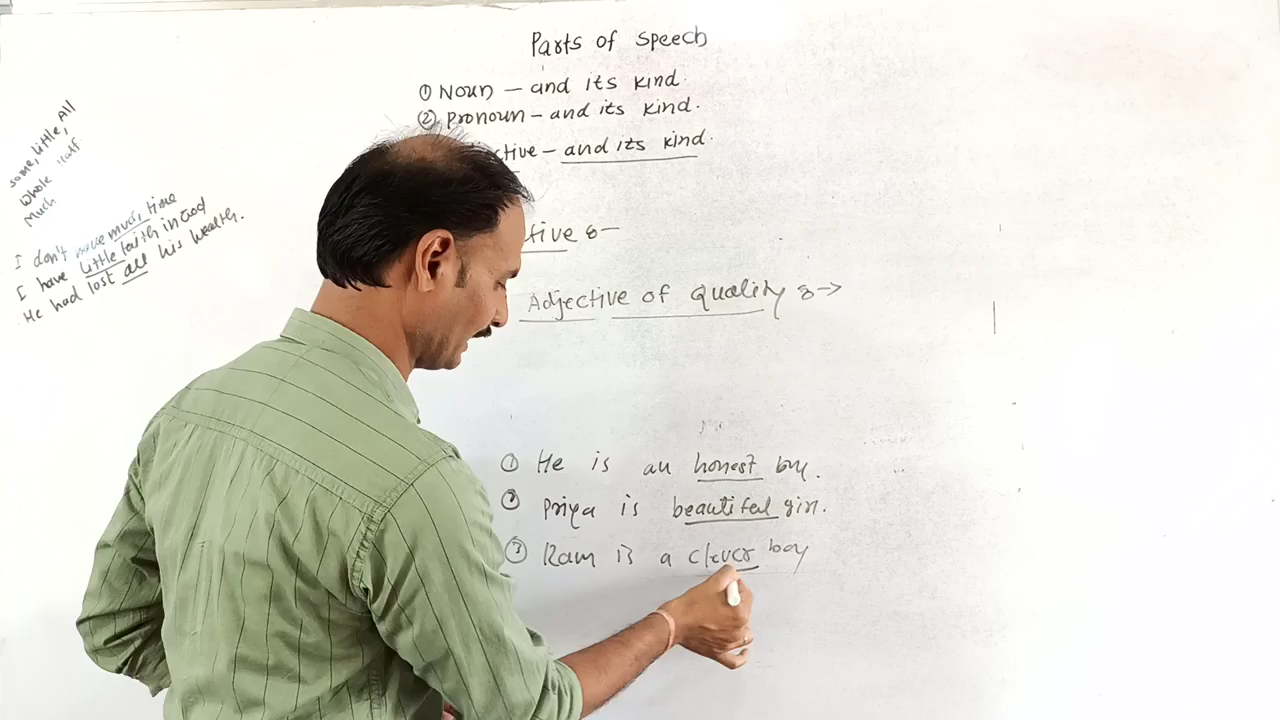 Parts of Speech
① Noun – and its kind.
② Pronoun – and its kind.
ctive – and its kind.
tive :–
Adjective of quality :→
① He is an honest boy.
② Priya is beautiful girl.
③ Ram is a clever boy
some, little, All
whole, half
Much
I don't have much time
I have little faith in God
He had lost all his wealth.